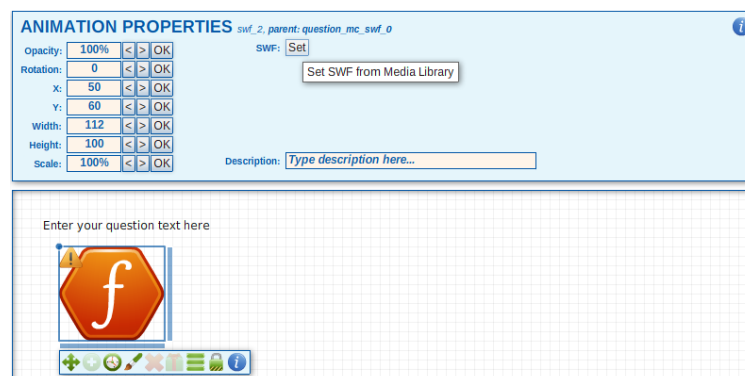 ANIMATION PROPERTIES swf_2, parent: question_mc_swf_0
Opacity: 100% < > OK SWF: Set
Rotation: 0 < > OK
Set SWF from Media Library
X: 50 < > OK
Y: 60 < > OK
Width: 112 < > OK
Height: 100 < > OK
Scale: 100% < > OK Description: Type description here...
Enter your question text here
f